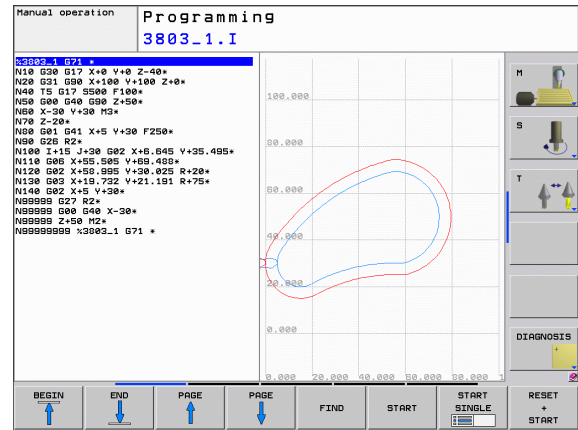 Manual operation
Programming
3803_1.I
%3803_1 G71 *
N10 G30 G17 X+0 Y+0 Z-40*
N20 G31 G90 X+100 Y+100 Z+0*
N40 T5 G17 S500 F100*
N50 G00 G40 G90 Z+50*
N60 X-30 Y+30 M3*
N70 Z-20*
N80 G01 G41 X+5 Y+30 F250*
N90 G26 R2*
N100 I+15 J+30 G02 X+6.645 Y+35.495*
N110 G06 X+55.505 Y+69.488*
N120 G02 X+58.995 Y+30.025 R+20*
N130 G03 X+19.732 Y+21.191 R+75*
N140 G02 X+5 Y+30*
N99999 G27 R2*
N99999 G00 G40 X-30*
N99999 Z+50 M2*
N99999999 %3803_1 G71 *
100.000
80.000
60.000
40.000
20.000
0.000
0.000 20.000 40.000 60.000 80.000 1
M
S
T
DIAGNOSIS
BEGIN
END
PAGE
PAGE
FIND
START
START
SINGLE
RESET
+
START